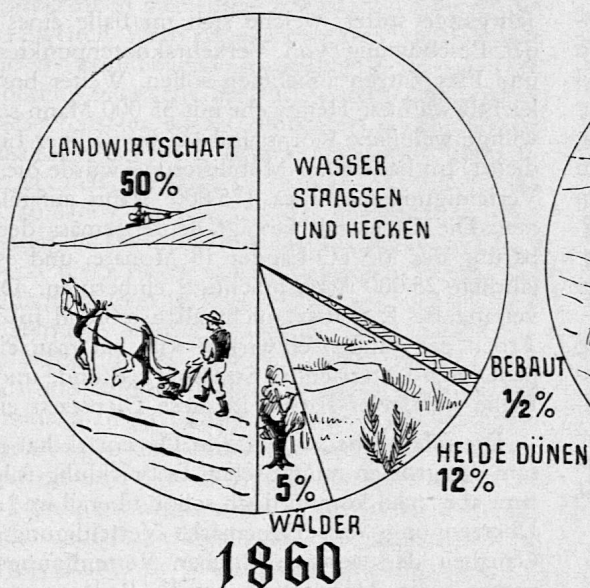 LANDWIRTSCHAFT
50%
WASSER
STRASSEN
UND HECKEN
BEBAUT
½%
HEIDE DÜNEN
12%
5%
WÄLDER
1860